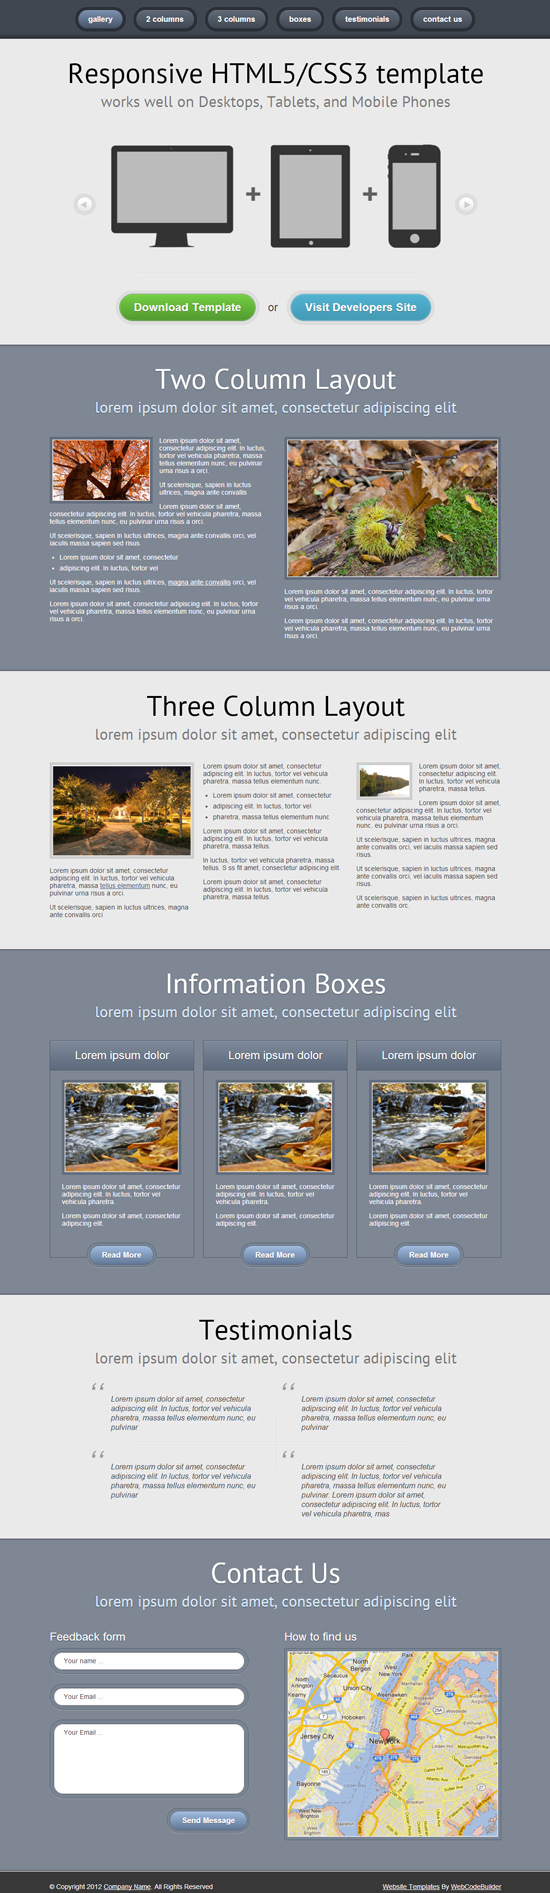 gallery
2 columns
3 columns
boxes
testimonials
contact us
Responsive HTML5/CSS3 template
works well on Desktops, Tablets, and Mobile Phones
Download Template
or
Visit Developers Site
Two Column Layout
lorem ipsum dolor sit amet, consectetur adipiscing elit
Lorem ipsum dolor sit amet,
consectetur adipiscing elit. In luctus,
tortor vel vehicula pharetra, massa
tellus elementum nunc, eu pulvinar
urna risus a orci.
Ut scelerisque, sapien in luctus
ultrices, magna ante convallis
Lorem ipsum dolor sit amet,
consectetur adipiscing elit. In luctus, tortor vel vehicula pharetra, massa
tellus elementum nunc, eu pulvinar urna risus a orci.
Ut scelerisque, sapien in luctus ultrices, magna ante convallis orci, vel
iaculis massa sapien sed risus.
Lorem ipsum dolor sit amet, consectetur
adipiscing elit. In luctus, tortor vel
Ut scelerisque, sapien in luctus ultrices, magna ante convallis orci, vel
iaculis massa sapien sed risus.
Lorem ipsum dolor sit amet, consectetur adipiscing elit. In luctus, tortor
vel vehicula pharetra, massa tellus elementum nunc, eu pulvinar urna
risus a orci.
Lorem ipsum dolor sit amet, consectetur adipiscing elit. In luctus, tortor
vel vehicula pharetra, massa tellus elementum nunc, eu pulvinar urna
risus a orci.
Lorem ipsum dolor sit amet, consectetur adipiscing elit. In luctus, tortor
vel vehicula pharetra, massa tellus elementum nunc, eu pulvinar urna
risus a orci.
Three Column Layout
lorem ipsum dolor sit amet, consectetur adipiscing elit
Lorem ipsum dolor sit amet, consectetur
adipiscing elit. In luctus, tortor vel vehicula
pharetra, massa tellus elementum nunc, eu
pulvinar urna risus a orci.
Ut scelerisque, sapien in luctus ultrices, magna
ante convallis orci
Lorem ipsum dolor sit amet, consectetur
adipiscing elit. In luctus, tortor vel vehicula
pharetra, massa tellus elementum nunc.
Lorem ipsum dolor sit amet, consectetur
adipiscing elit. In luctus, tortor vel
pharetra, massa tellus elementum nunc
Lorem ipsum dolor sit amet, consectetur
adipiscing elit. In luctus, tortor vel vehicula
pharetra, massa tellus.
In luctus, tortor vel vehicula pharetra, massa
tellus. S ss fit amet, consectetur adipiscing elit.
Lorem ipsum dolor sit amet, consectetur
adipiscing elit. In luctus, tortor vel vehicula
pharetra, massa tellus.
Lorem ipsum dolor sit amet,
consectetur adipiscing elit.
In luctus, tortor vel vehicula
pharetra, massa tellus.
Lorem ipsum dolor sit amet,
consectetur adipiscing elit. In luctus, tortor vel
vehicula pharetra, massa tellus elementum
nunc, eu pulvinar urna risus a orci.
Ut scelerisque, sapien in luctus ultrices, magna
ante convallis orci, vel iaculis massa sapien sed
risus.
Ut scelerisque, sapien in luctus ultrices, magna
ante convallis orci, vel iaculis massa sapien sed
risus.
Ut scelerisque, sapien in luctus ultrices, magna
ante convallis orc.
Information Boxes
lorem ipsum dolor sit amet, consectetur adipiscing elit
Lorem ipsum dolor
Lorem ipsum dolor sit amet, consectetur
adipiscing elit. In luctus, tortor vel
vehicula pharetra.
Lorem ipsum dolor sit amet, consectetur
adipiscing elit.
Read More
Lorem ipsum dolor
Lorem ipsum dolor sit amet, consectetur
adipiscing elit. In luctus, tortor vel
vehicula pharetra.
Lorem ipsum dolor sit amet, consectetur
adipiscing elit.
Read More
Lorem ipsum dolor
Lorem ipsum dolor sit amet, consectetur
adipiscing elit. In luctus, tortor vel
vehicula pharetra.
Lorem ipsum dolor sit amet, consectetur
adipiscing elit.
Read More
Testimonials
lorem ipsum dolor sit amet, consectetur adipiscing elit
Lorem ipsum dolor sit amet, consectetur
adipiscing elit. In luctus, tortor vel vehicula
pharetra, massa tellus elementum nunc, eu
pulvinar
Lorem ipsum dolor sit amet, consectetur
adipiscing elit. In luctus, tortor vel vehicula
pharetra, massa tellus elementum nunc, eu
pulvinar
Lorem ipsum dolor sit amet, consectetur
adipiscing elit. In luctus, tortor vel vehicula
pharetra, massa tellus elementum nunc, eu
pulvinar
Lorem ipsum dolor sit amet, consectetur
adipiscing elit. In luctus, tortor vel vehicula
pharetra, massa tellus elementum nunc, eu
pulvinar. Lorem ipsum dolor sit amet,
consectetur adipiscing elit. In luctus, tortor
vel vehicula pharetra, mas
Contact Us
lorem ipsum dolor sit amet, consectetur adipiscing elit
Feedback form
Your name ...
Your Email ...
Your Email ...
Send Message
How to find us
Park
North
Bergen
West
New York
North
Arlington
Secaucus
Union City
Kearny
Weehawken
Manhattan
Roosevelt
Island
Woodside
Hoboken
Jersey City
New York
Bayonne
Upper Bay
Brooklyn
West New
Brighton
© Copyright 2012 Company Name. All Rights Reserved
Website Templates By WebCodeBuilder